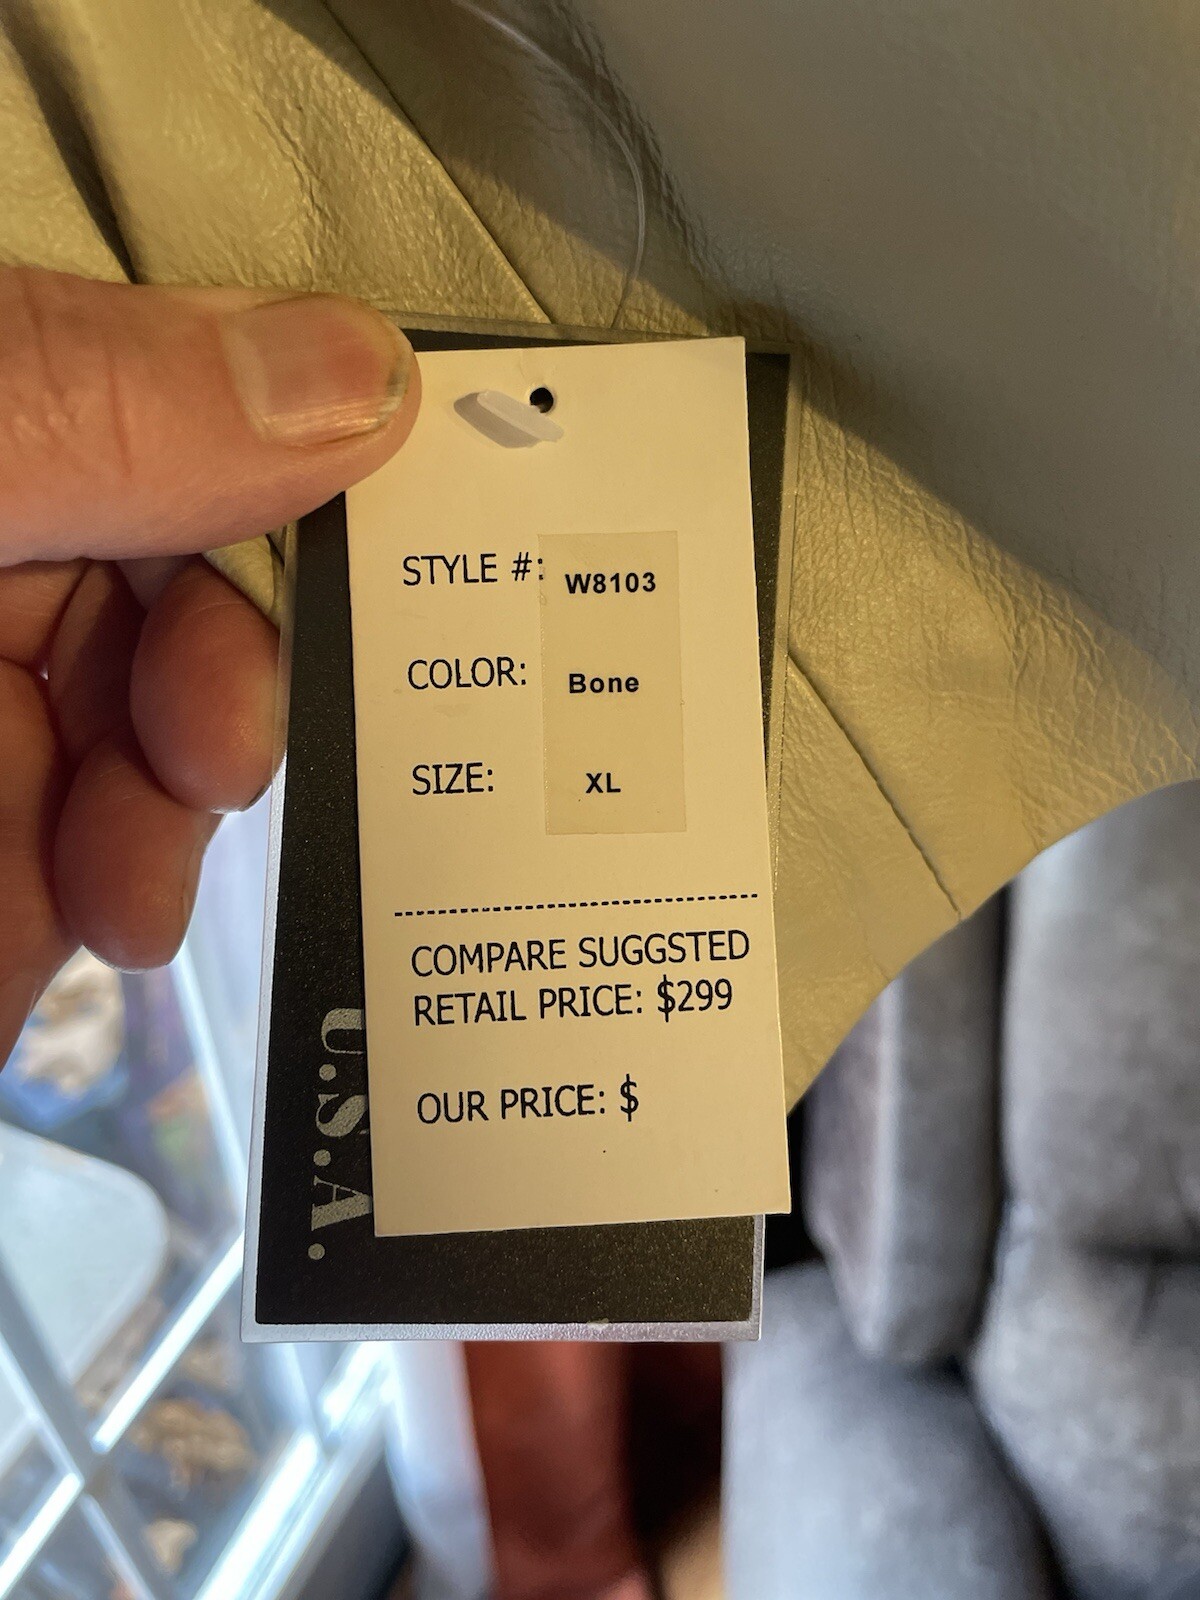 STYLE #: W8103
COLOR: Bone
SIZE: XL
COMPARE SUGGSTED
RETAIL PRICE: $299
OUR PRICE: $
U.S.A.